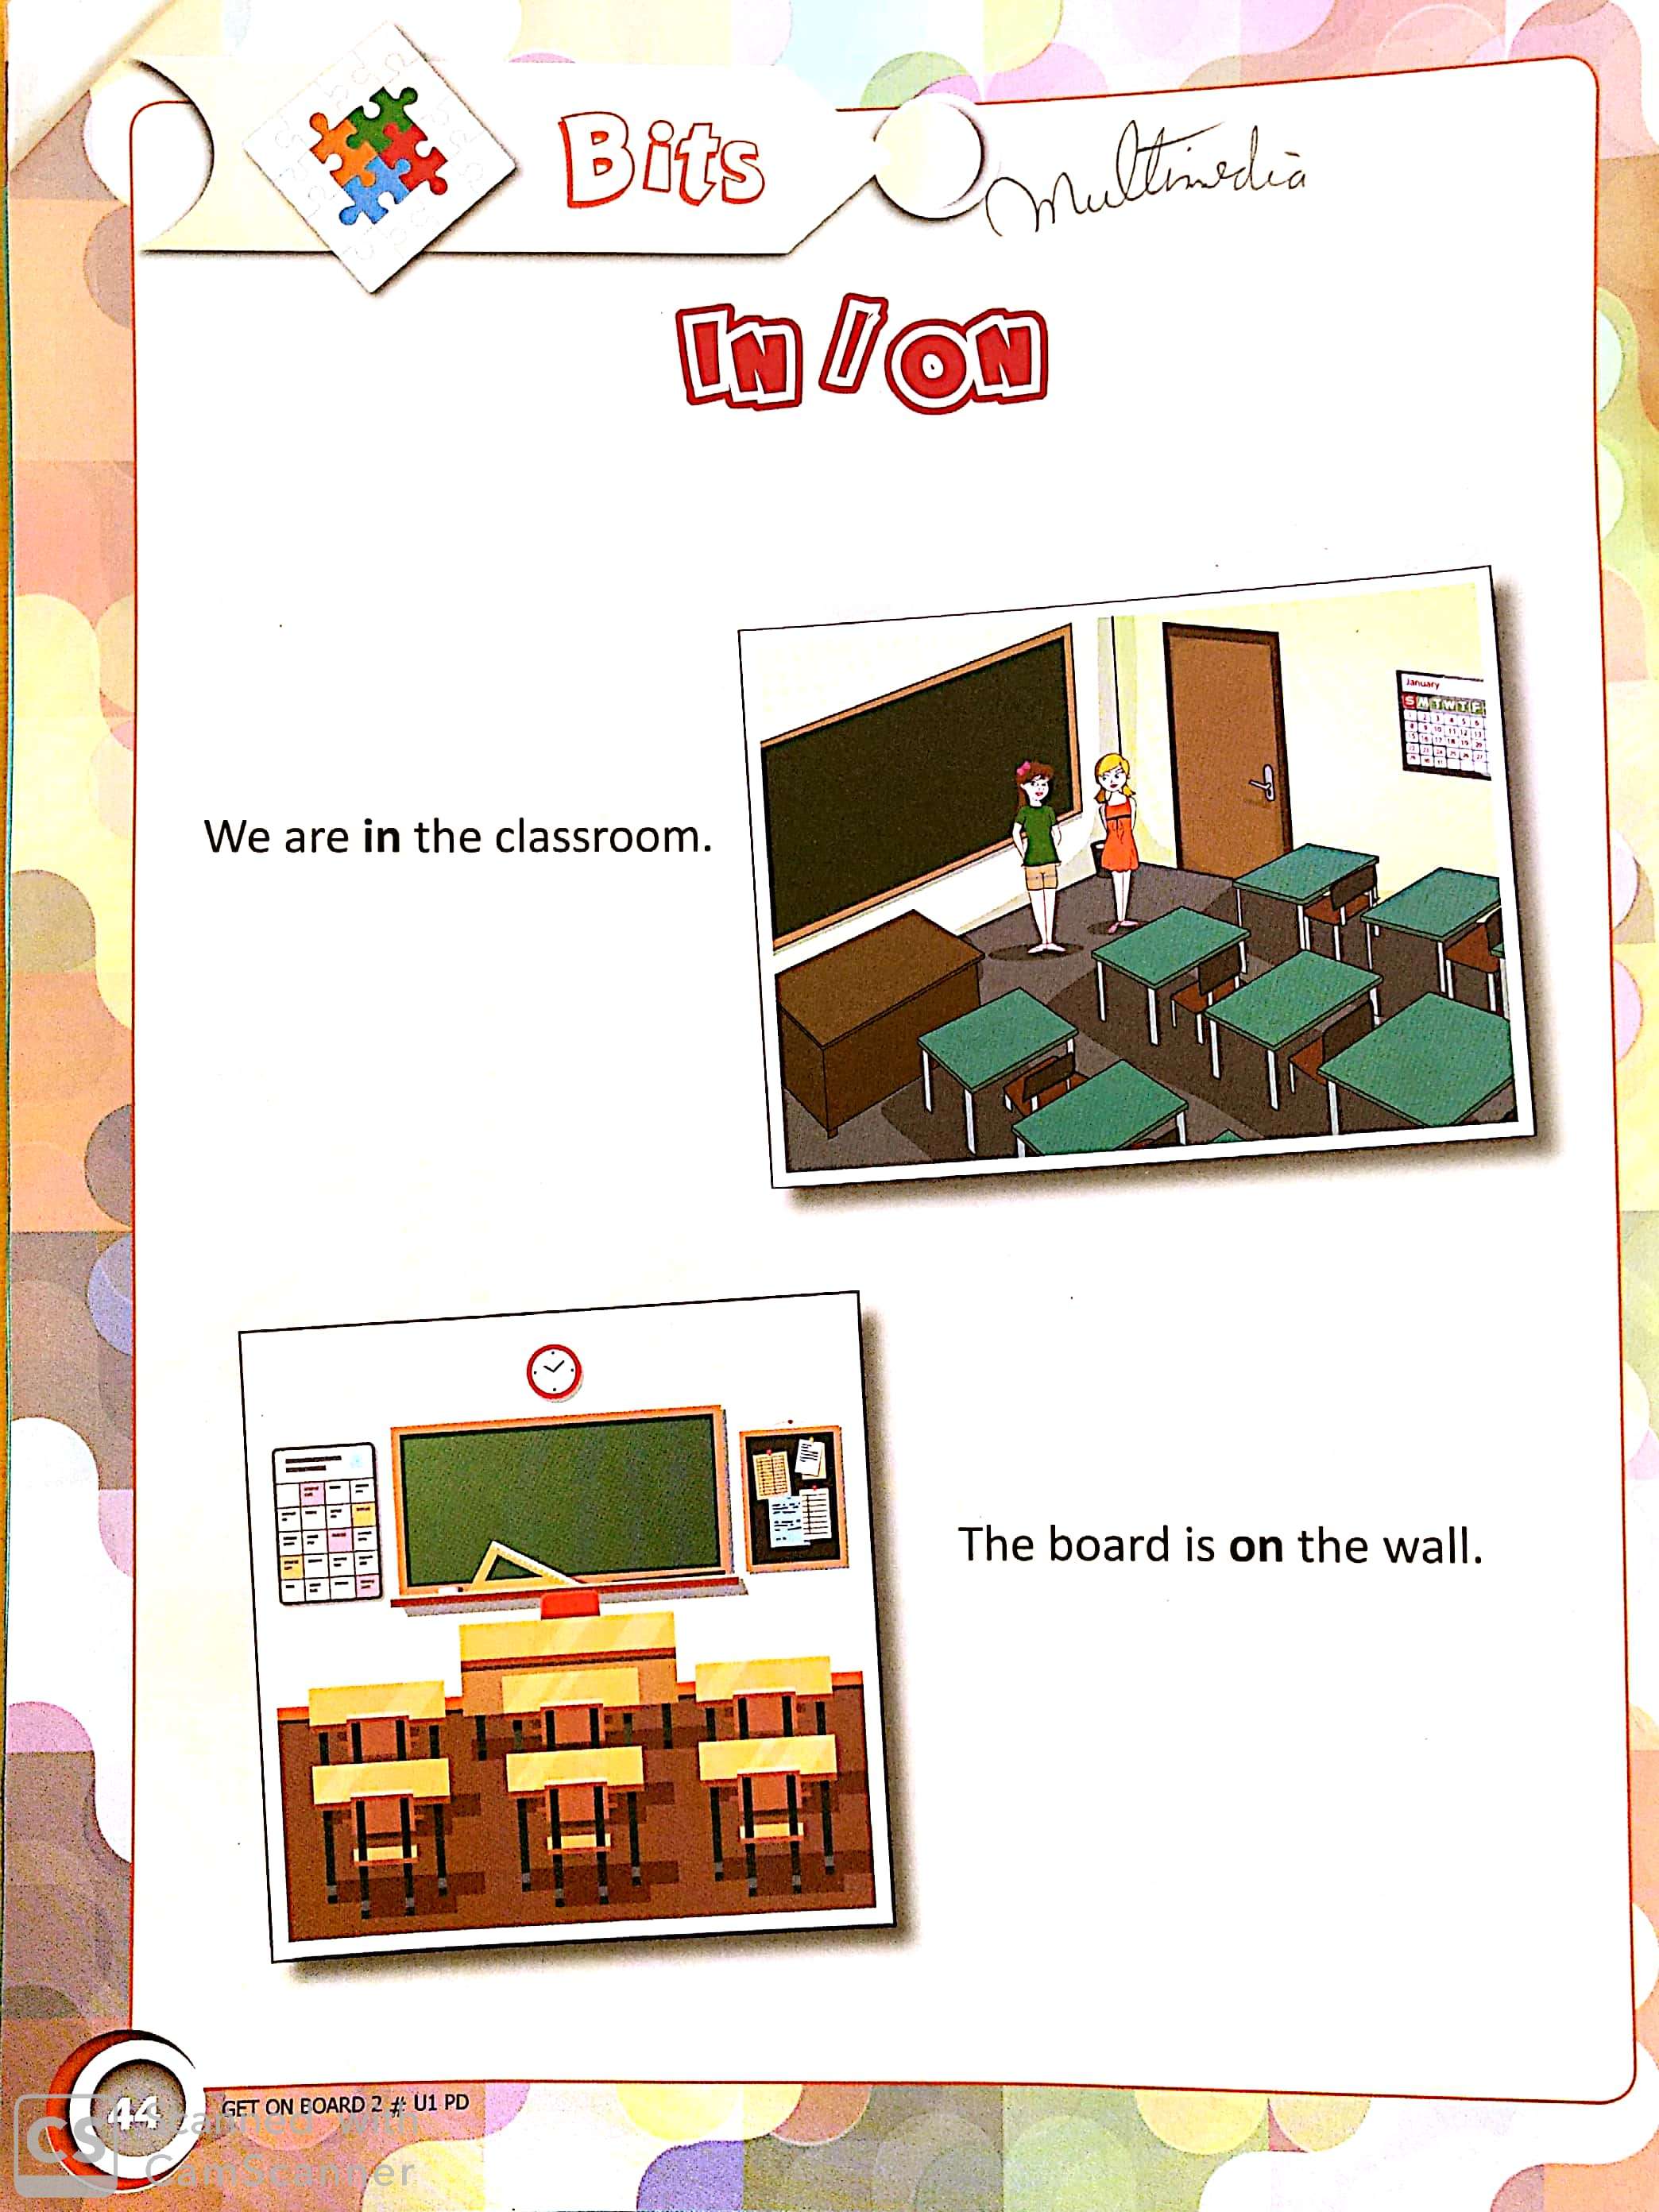 Bits
Multimedia
IN / ON
We are in the classroom.
January
S M T W T F
The board is on the wall.
44
GET ON BOARD 2 # U1 PD
CS
Scanned with
CamScanner